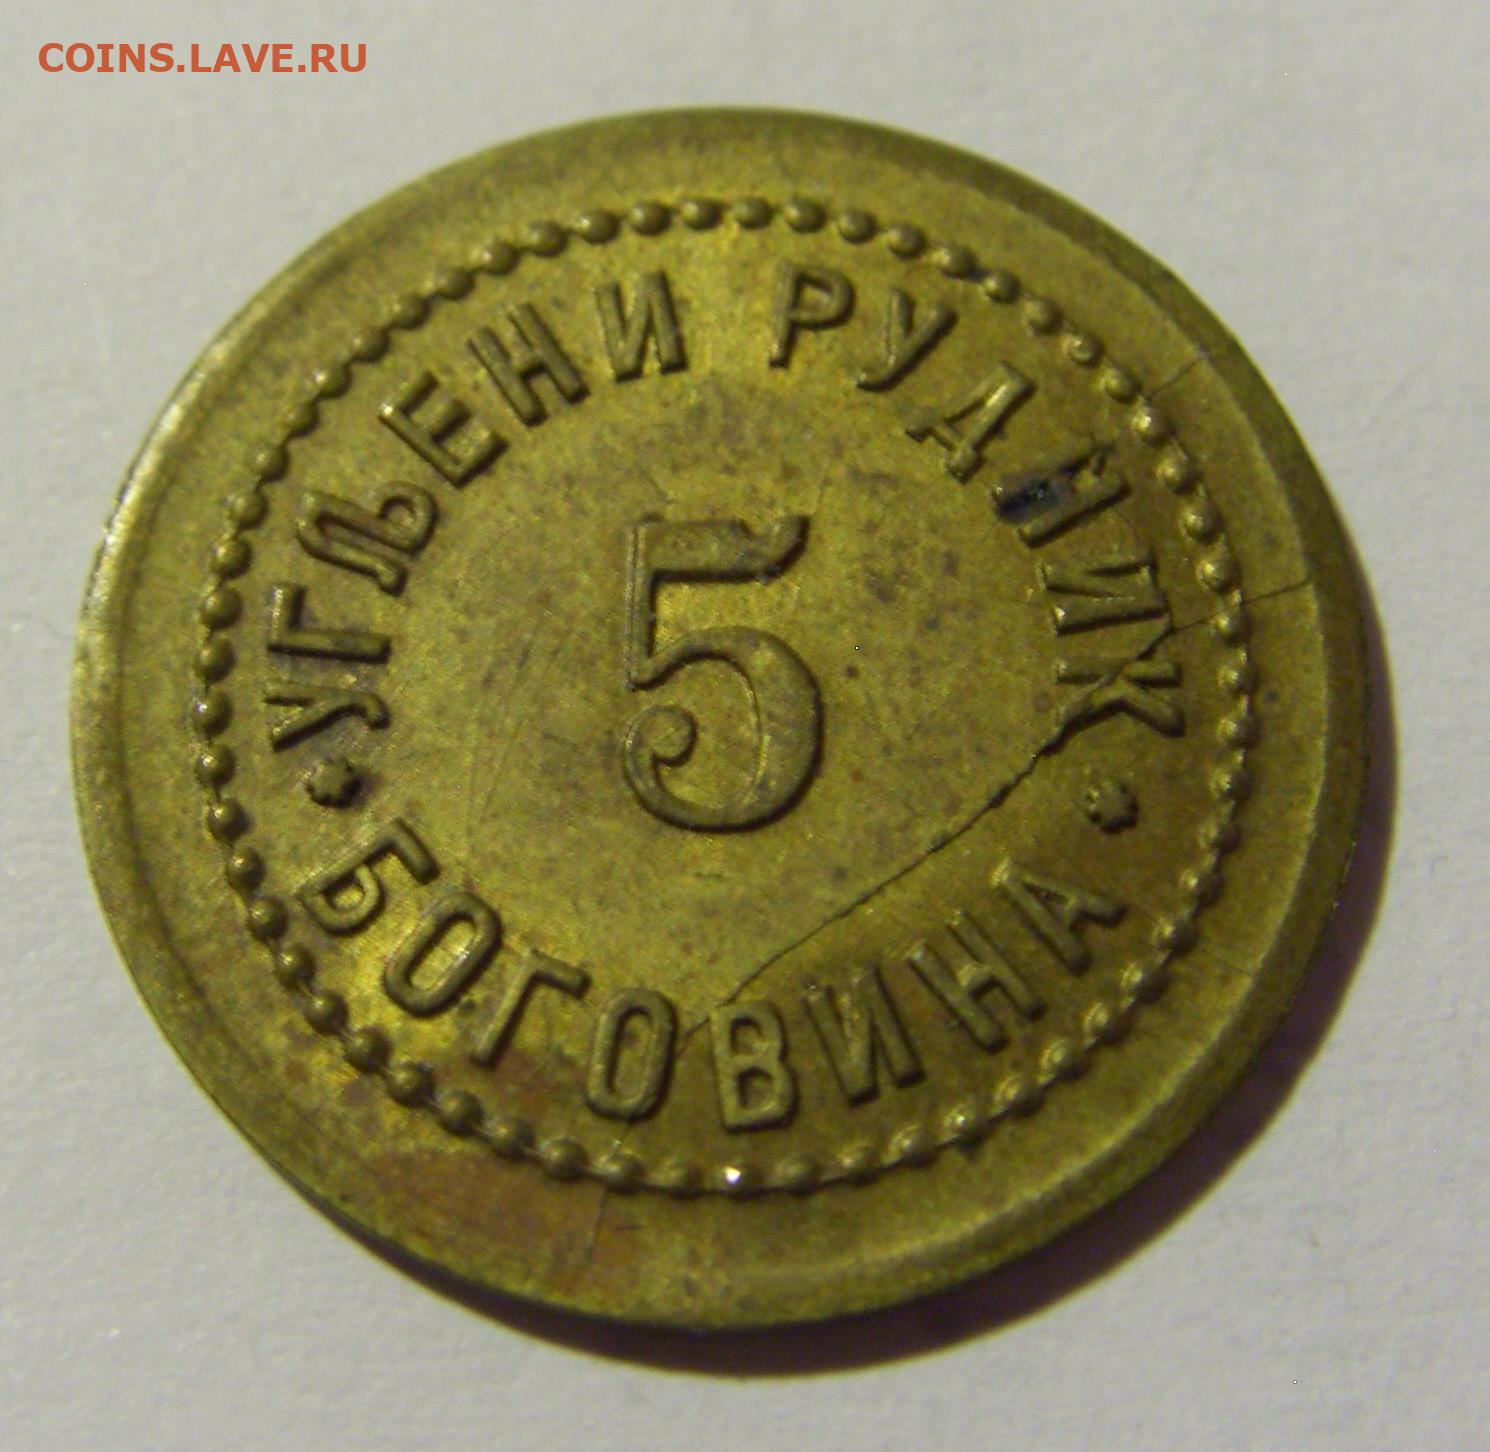 COINS.LAVE.RU
УГЉЕНИ РУДНИК
5
БОГОВИНА